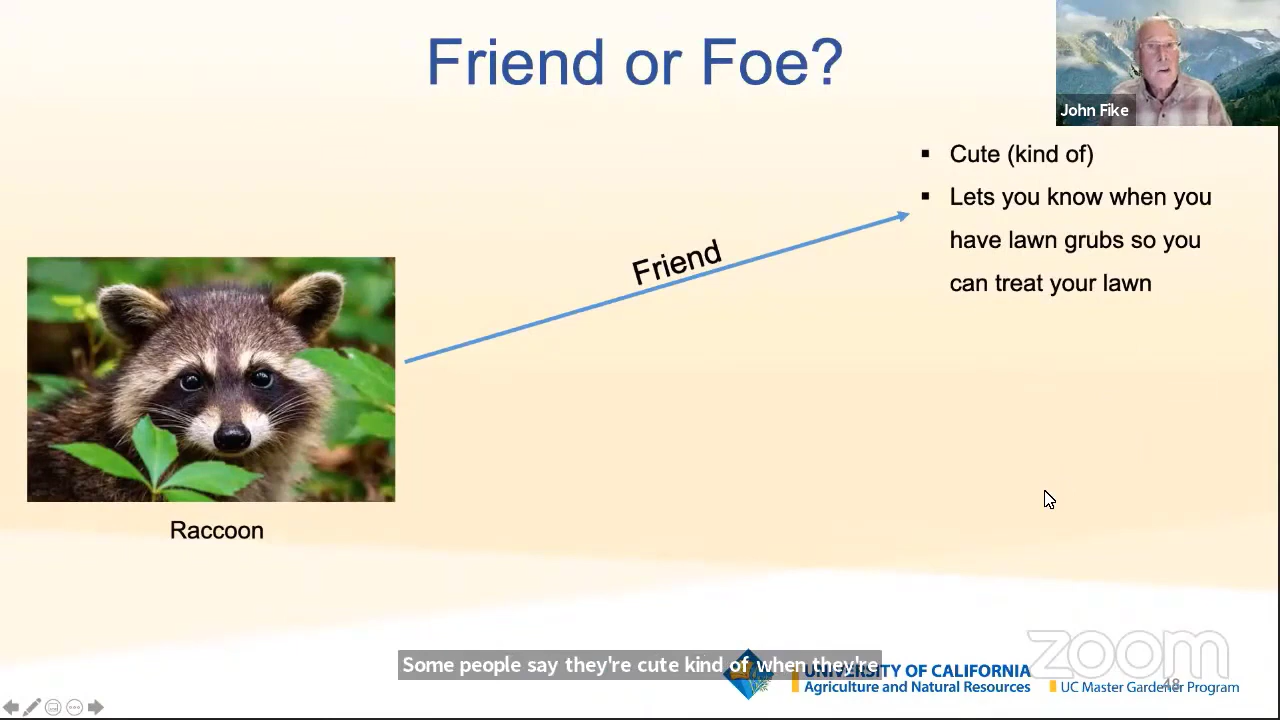 Friend or Foe?
John Fike
▪ Cute (kind of)
▪ Lets you know when you
have lawn grubs so you
can treat your lawn
Friend
Raccoon
Some people say they're cute kind of when they're
zoom
UNIVERSITY OF CALIFORNIA
Agriculture and Natural Resources
UC Master Gardener Program
48